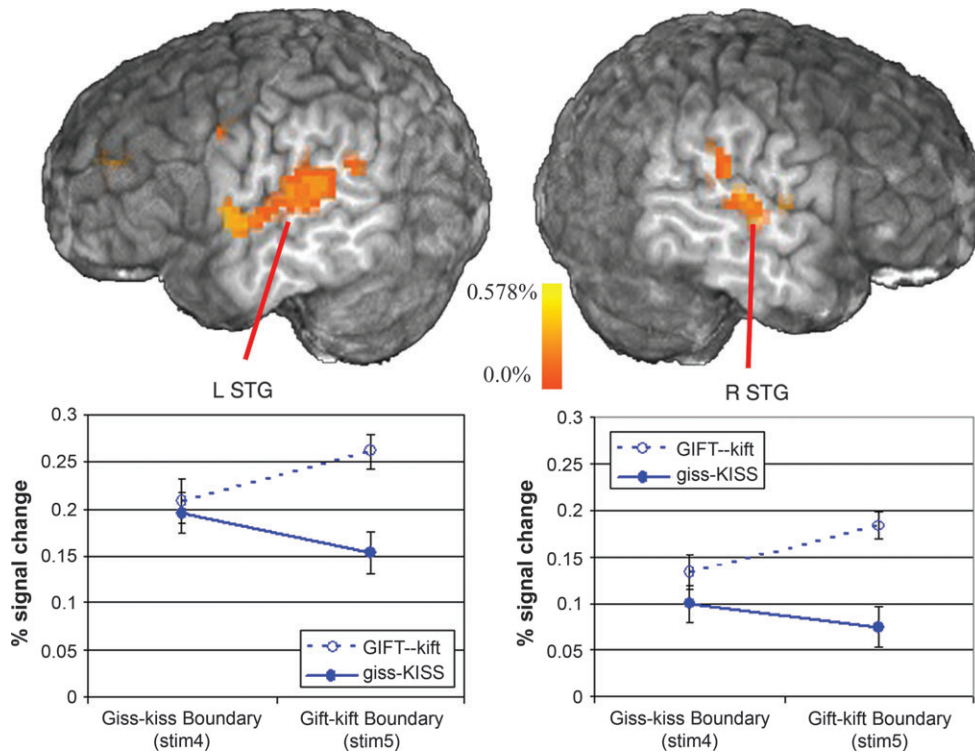 0.578%
0.0%
L STG
R STG
0.3
0.25
0.2
0.15
0.1
0.05
0
% signal change
GIFT--kift
giss-KISS
Giss-kiss Boundary
(stim4)
Gift-kift Boundary
(stim5)
0.3
0.25
0.2
0.15
0.1
0.05
0
% signal change
GIFT--kift
giss-KISS
Giss-kiss Boundary
(stim4)
Gift-kift Boundary
(stim5)